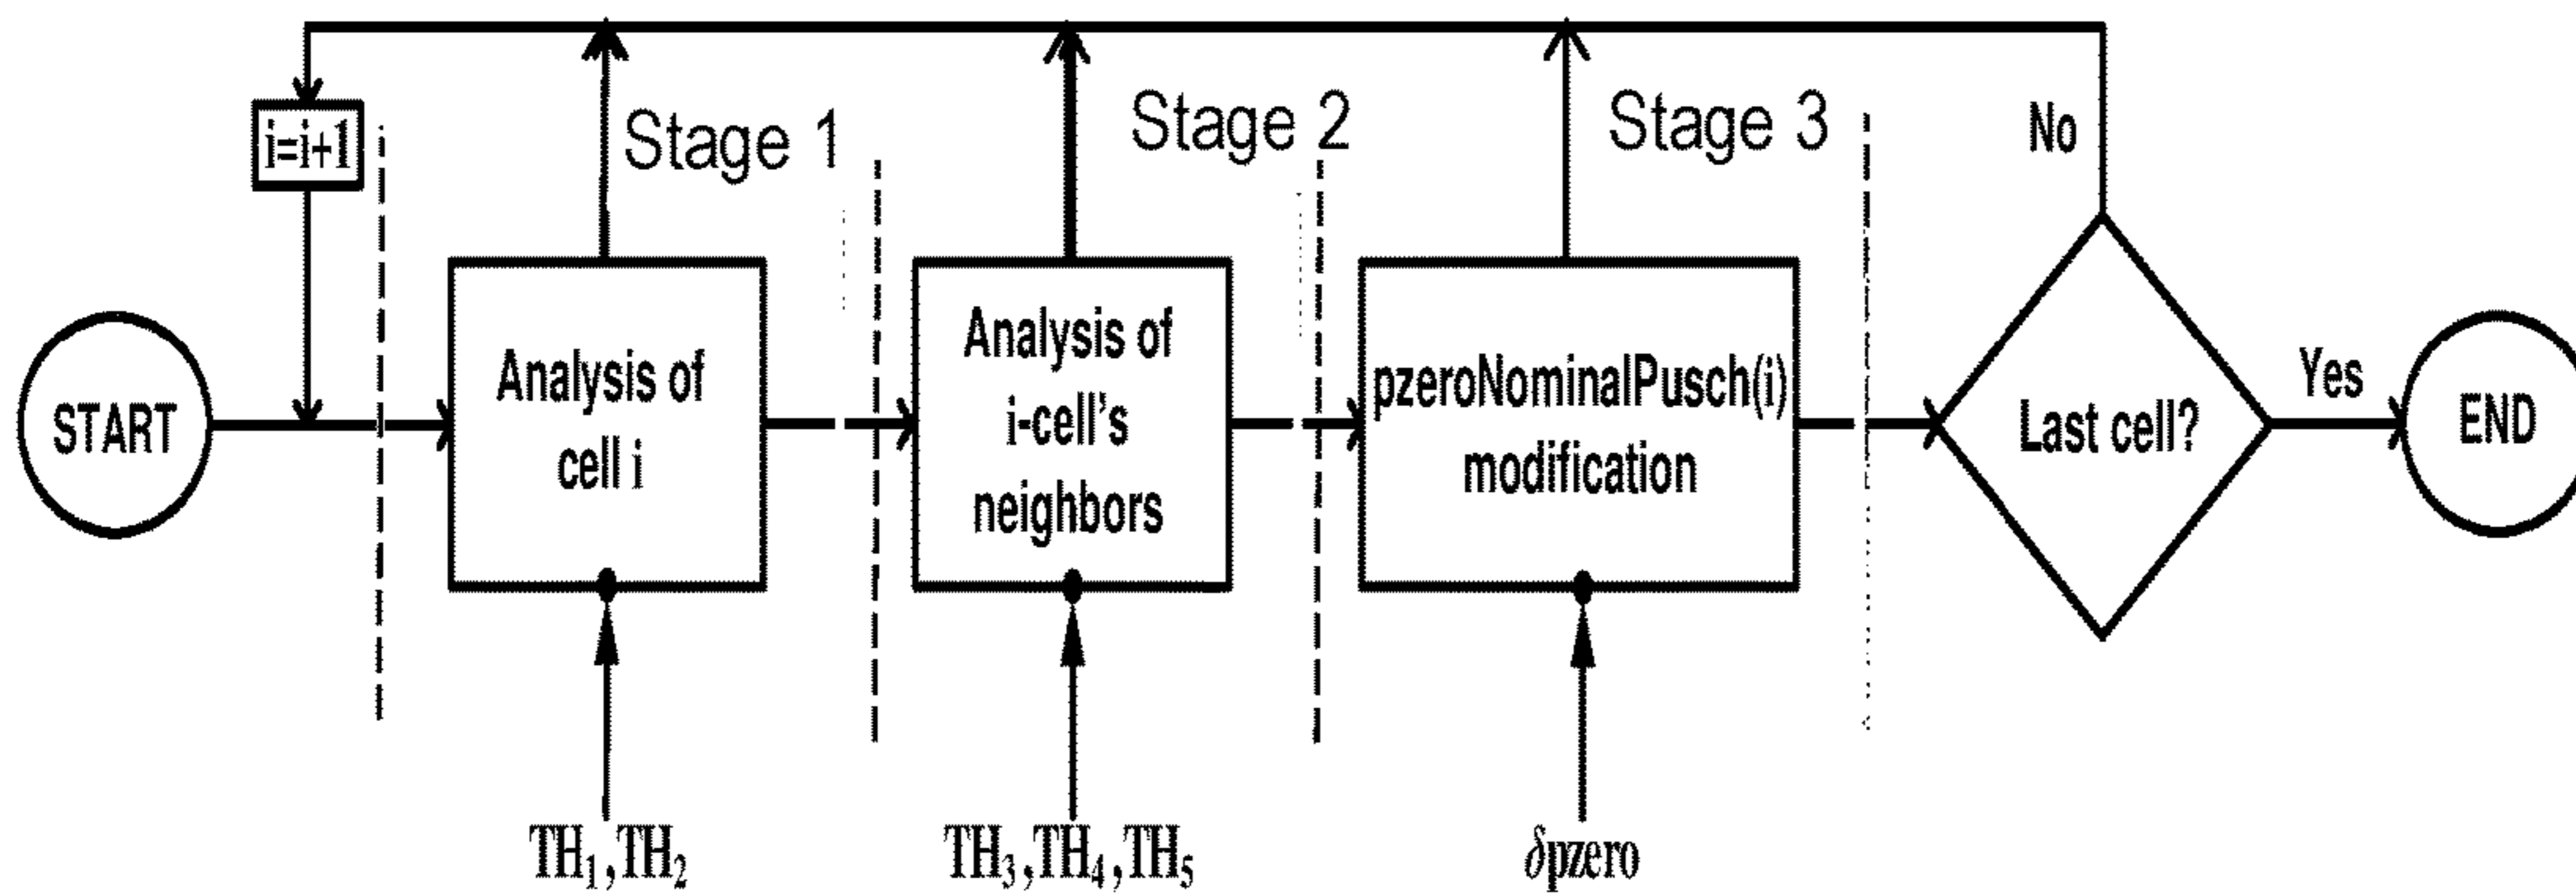 Stage 1
Stage 2
Stage 3
No
i=i+1
START
Analysis of
cell i
Analysis of
i-cell's
neighbors
pzeroNominalPusch(i)
modification
Last cell?
Yes
END
TH₁,TH₂
TH₃,TH₄,TH₅
δpzero